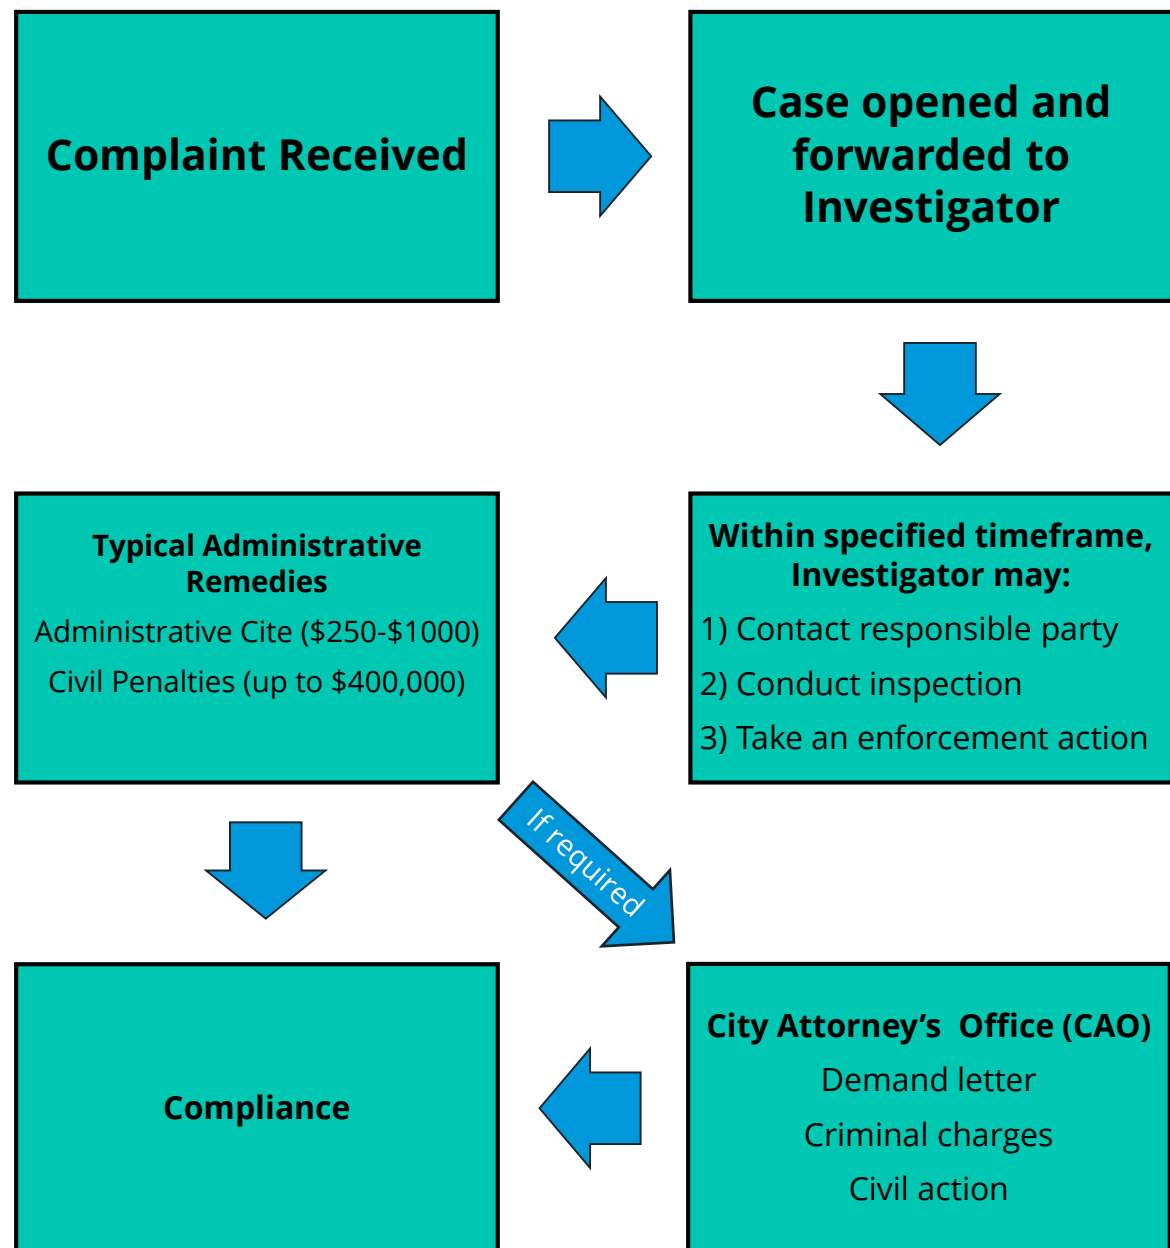 Complaint Received
Case opened and
forwarded to
Investigator
Within specified timeframe,
Investigator may:
1) Contact responsible party
2) Conduct inspection
3) Take an enforcement action
Typical Administrative
Remedies
Administrative Cite ($250-$1000)
Civil Penalties (up to $400,000)
If required
City Attorney’s  Office (CAO)
Demand letter
Criminal charges
Civil action
Compliance